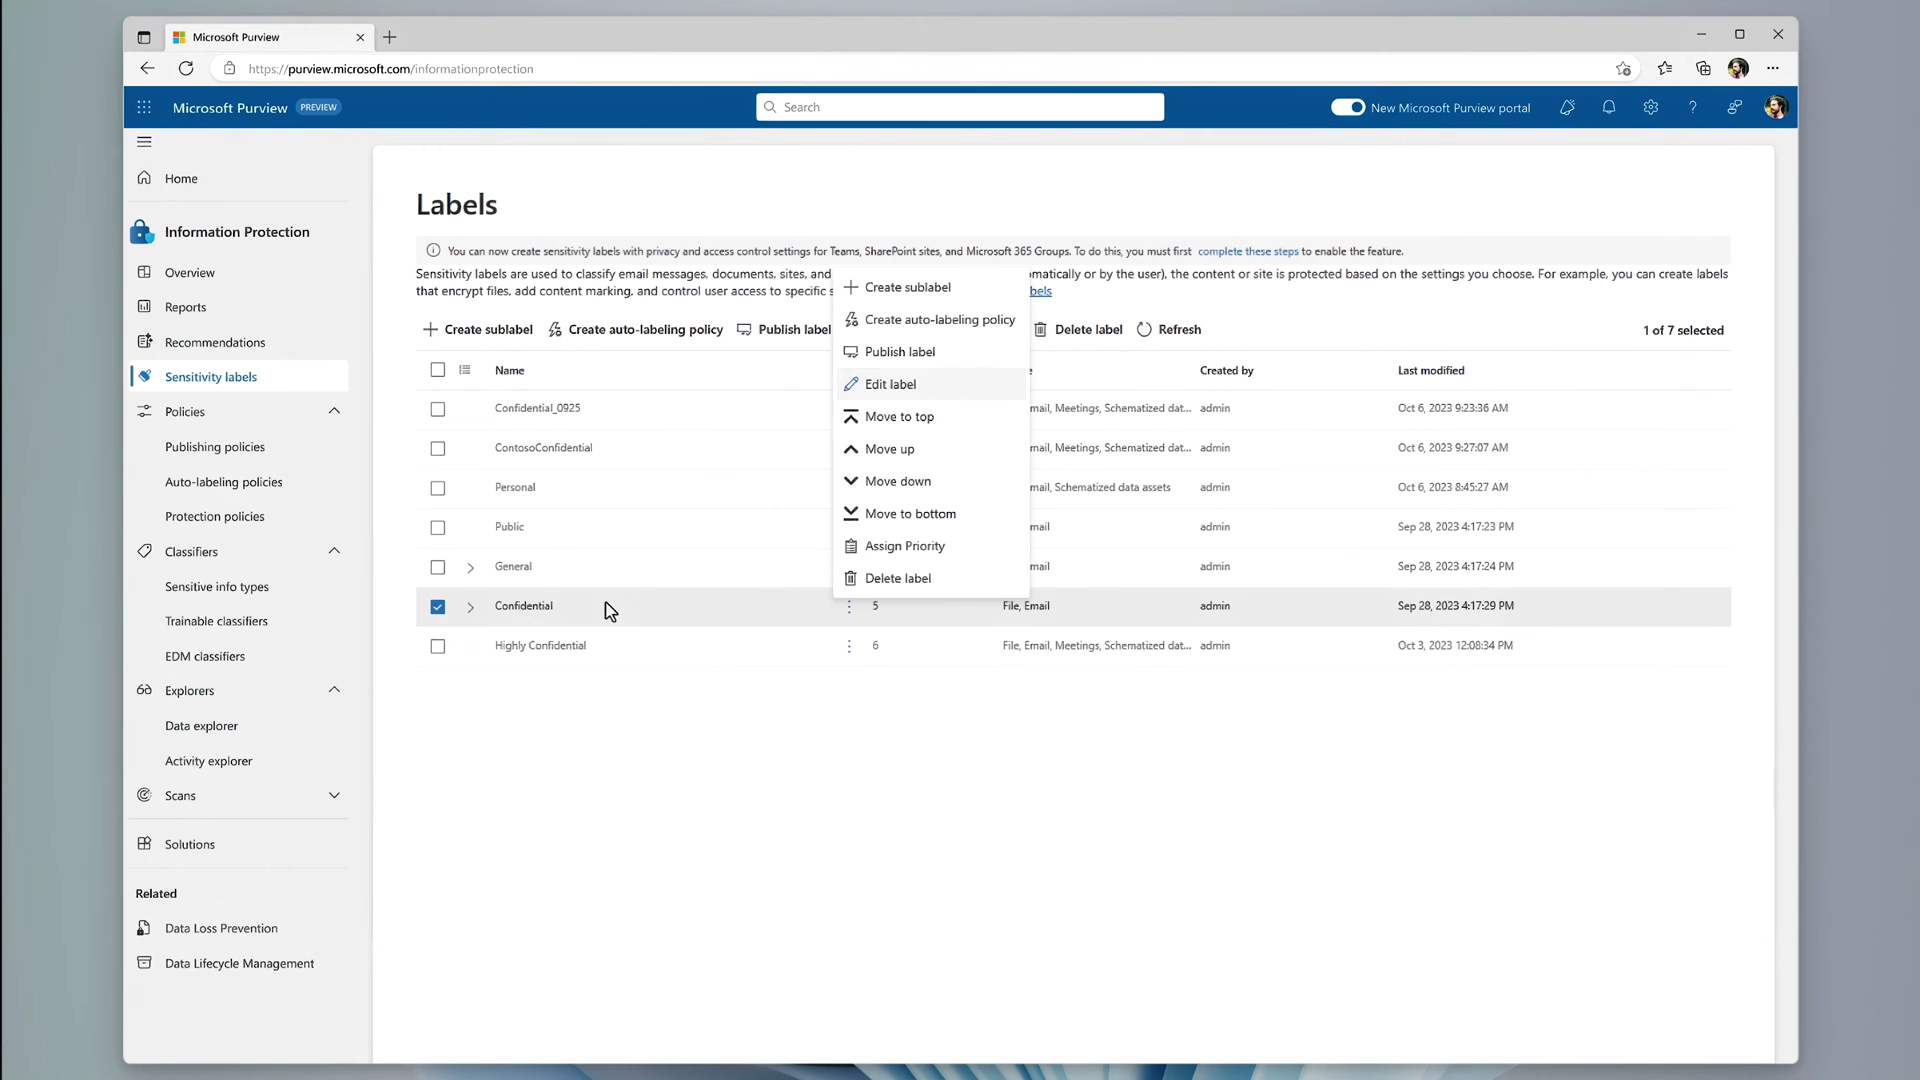 Microsoft Purview
https://purview.microsoft.com/informationprotection
Microsoft Purview PREVIEW
Search
New Microsoft Purview portal
Home
Information Protection
Overview
Reports
Recommendations
Sensitivity labels
Policies
Publishing policies
Auto-labeling policies
Protection policies
Classifiers
Sensitive info types
Trainable classifiers
EDM classifiers
Explorers
Data explorer
Activity explorer
Scans
Solutions
Related
Data Loss Prevention
Data Lifecycle Management
Labels
You can now create sensitivity labels with privacy and access control settings for Teams, SharePoint sites, and Microsoft 365 Groups. To do this, you must first complete these steps to enable the feature.
Sensitivity labels are used to classify email messages, documents, sites, and omatically or by the user), the content or site is protected based on the settings you choose. For example, you can create labels
that encrypt files, add content marking, and control user access to specific s bels
Create sublabel Create auto-labeling policy Publish label Delete label Refresh 1 of 7 selected
Create sublabel
Create auto-labeling policy
Publish label
Edit label
Move to top
Move up
Move down
Move to bottom
Assign Priority
Delete label
Name Created by Last modified
Confidential_0925 mail, Meetings, Schematized dat... admin Oct 6, 2023 9:23:36 AM
ContosoConfidential mail, Meetings, Schematized dat... admin Oct 6, 2023 9:27:07 AM
Personal mail, Schematized data assets admin Oct 6, 2023 8:45:27 AM
Public mail admin Sep 28, 2023 4:17:23 PM
General mail admin Sep 28, 2023 4:17:24 PM
Confidential 5 File, Email admin Sep 28, 2023 4:17:29 PM
Highly Confidential 6 File, Email, Meetings, Schematized dat... admin Oct 3, 2023 12:08:34 PM